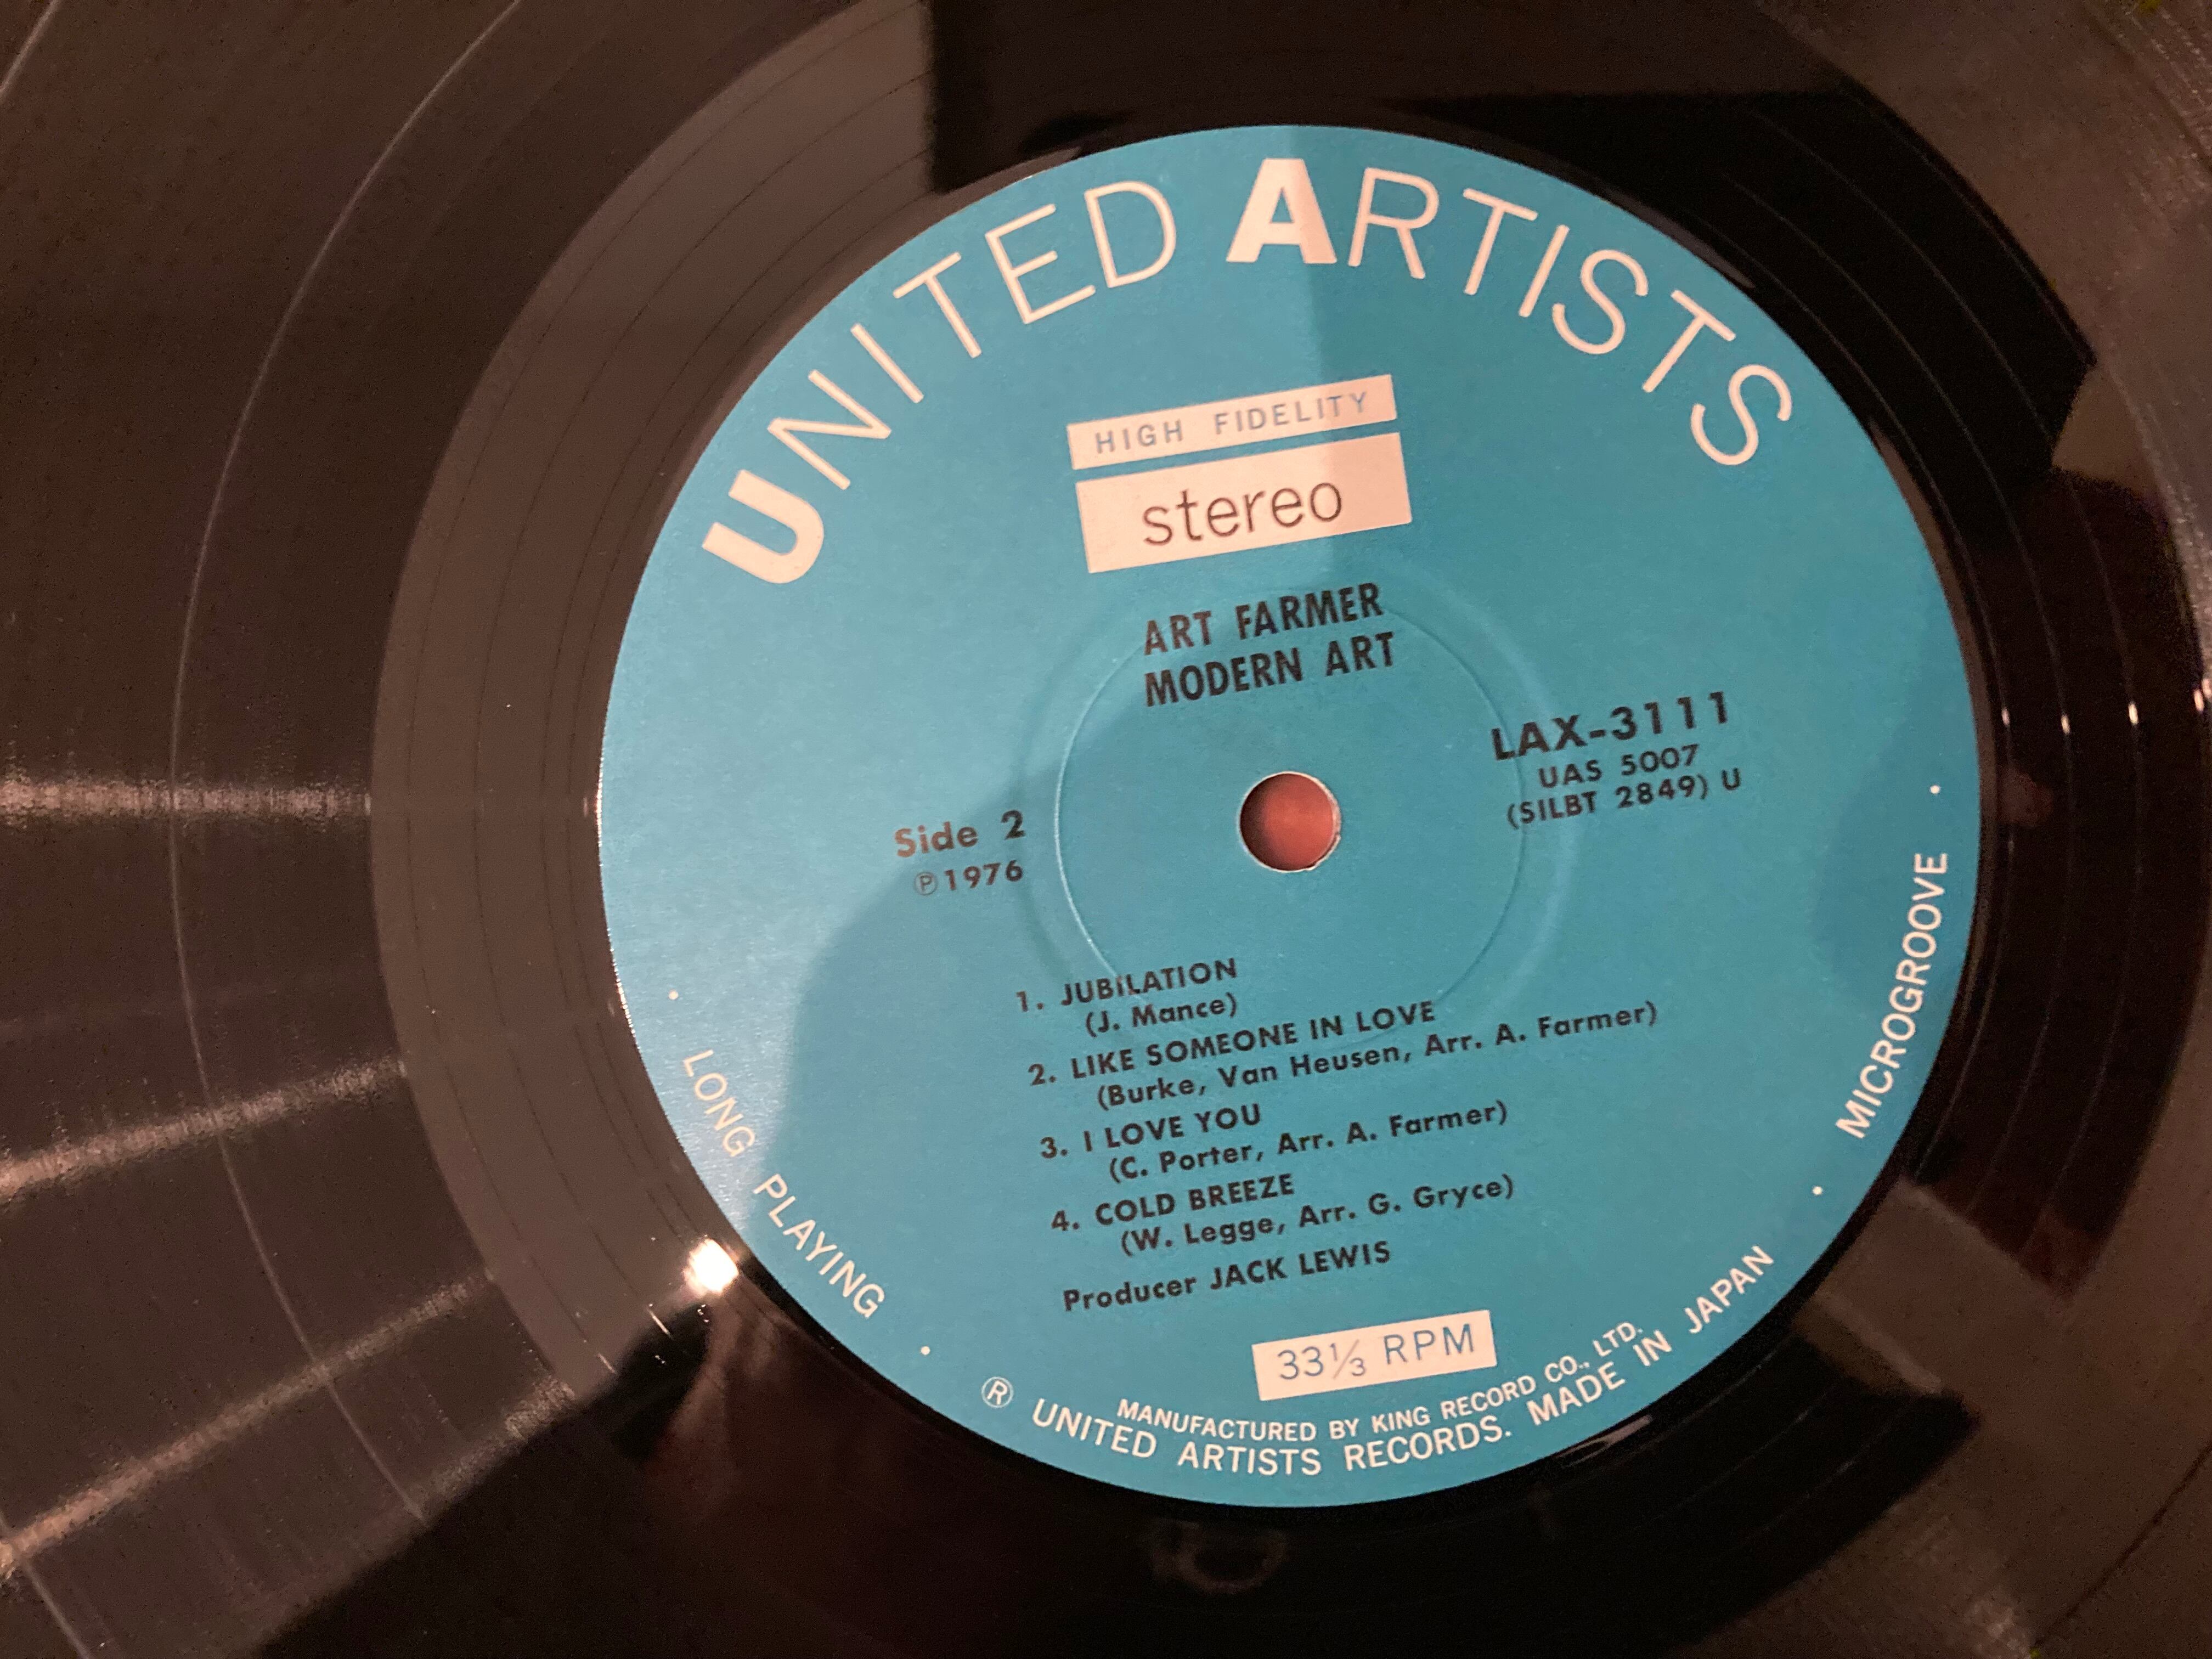 UNITED ARTISTS
HIGH FIDELITY
stereo
ART FARMER
MODERN ART
LAX-3111
UAS 5007
(SILBT 2849) U
Side 2
Ⓟ1976
1. JUBILATION
(J. Mance)
2. LIKE SOMEONE IN LOVE
(Burke, Van Heusen, Arr. A. Farmer)
3. I LOVE YOU
(C. Porter, Arr. A. Farmer)
4. COLD BREEZE
(W. Legge, Arr. G. Gryce)
Producer JACK LEWIS
33⅓ RPM
· LONG PLAYING ·
MICROGROOVE ·
MANUFACTURED BY KING RECORD CO., LTD.
® UNITED ARTISTS RECORDS. MADE IN JAPAN ·